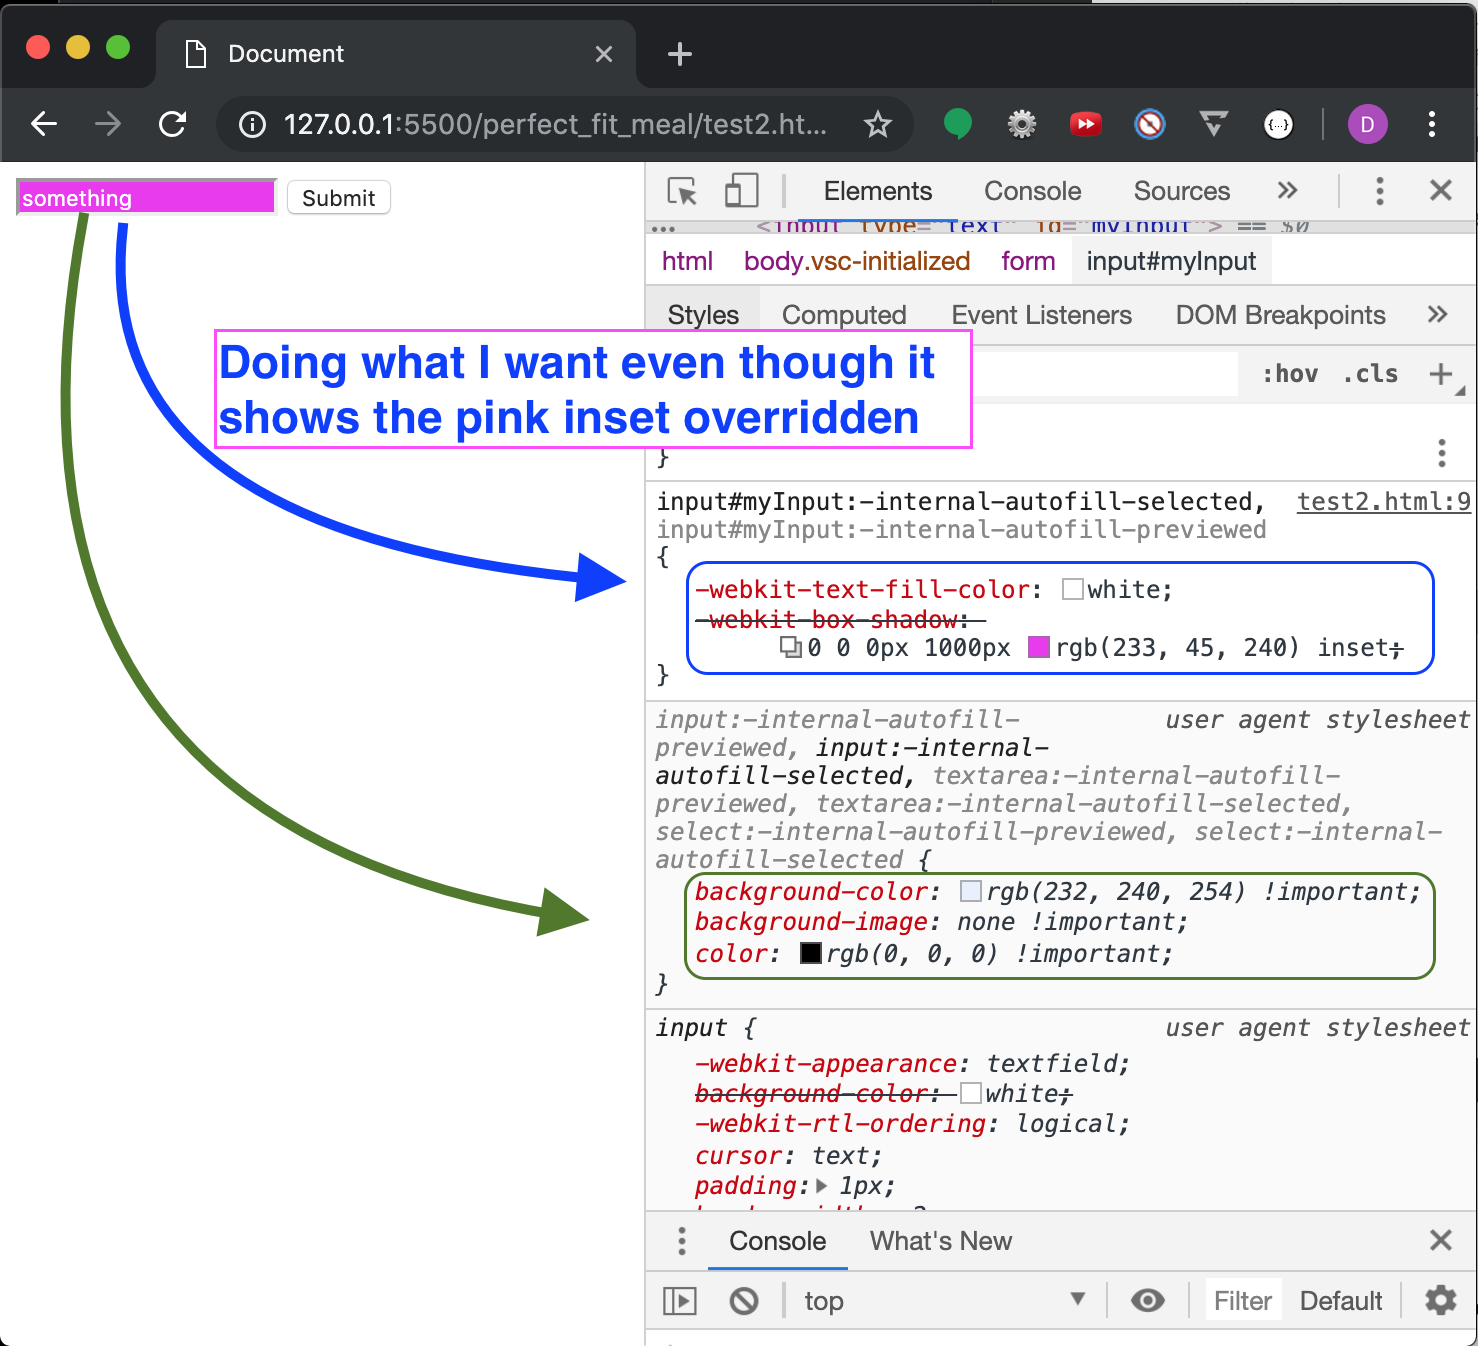 Document
127.0.0.1:5500/perfect_fit_meal/test2.ht...
D
something
Submit
Elements Console Sources »
... <input type="text" id="myInput"> == $0
html body.vsc-initialized form input#myInput
Styles Computed Event Listeners DOM Breakpoints »
Doing what I want even though it
shows the pink inset overridden
:hov .cls +
}
input#myInput:-internal-autofill-selected, test2.html:9
input#myInput:-internal-autofill-previewed
{
-webkit-text-fill-color: white;
-webkit-box-shadow:
0 0 0px 1000px rgb(233, 45, 240) inset;
}
input:-internal-autofill- user agent stylesheet
previewed, input:-internal-
autofill-selected, textarea:-internal-autofill-
previewed, textarea:-internal-autofill-selected,
select:-internal-autofill-previewed, select:-internal-
autofill-selected {
background-color: rgb(232, 240, 254) !important;
background-image: none !important;
color: rgb(0, 0, 0) !important;
}
input { user agent stylesheet
-webkit-appearance: textfield;
background-color: white;
-webkit-rtl-ordering: logical;
cursor: text;
padding: 1px;
Console What's New
top Filter Default